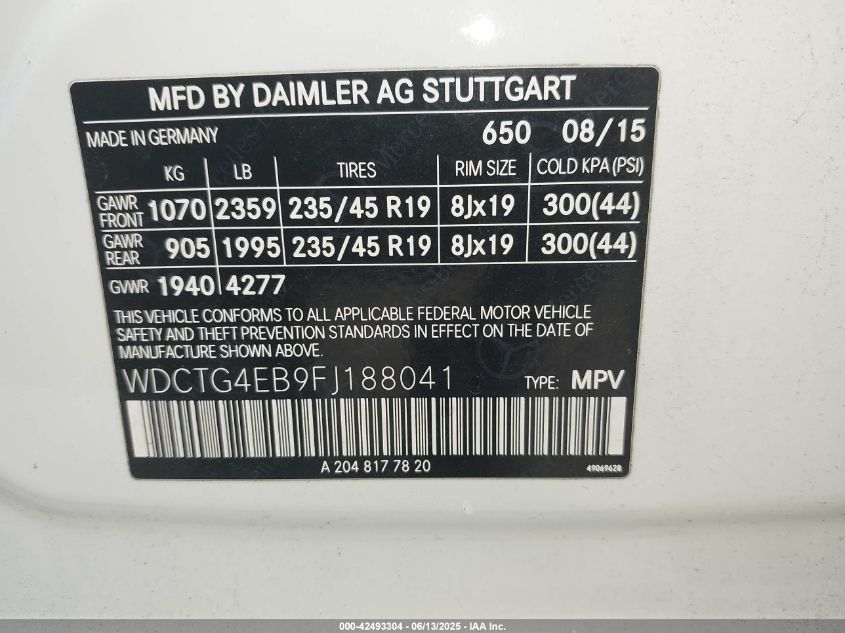 MFD BY DAIMLER AG STUTTGART
MADE IN GERMANY 650 08/15
KG LB TIRES RIM SIZE COLD KPA (PSI)
GAWR FRONT 1070 2359 235/45 R19 8Jx19 300(44)
GAWR REAR 905 1995 235/45 R19 8Jx19 300(44)
GVWR 1940 4277
THIS VEHICLE CONFORMS TO ALL APPLICABLE FEDERAL MOTOR VEHICLE
SAFETY AND THEFT PREVENTION STANDARDS IN EFFECT ON THE DATE OF
MANUFACTURE SHOWN ABOVE.
WDCTG4EB9FJ188041 TYPE: MPV
A 204 817 78 20 49069628
000-42493304 - 06/13/2025 - IAA Inc.